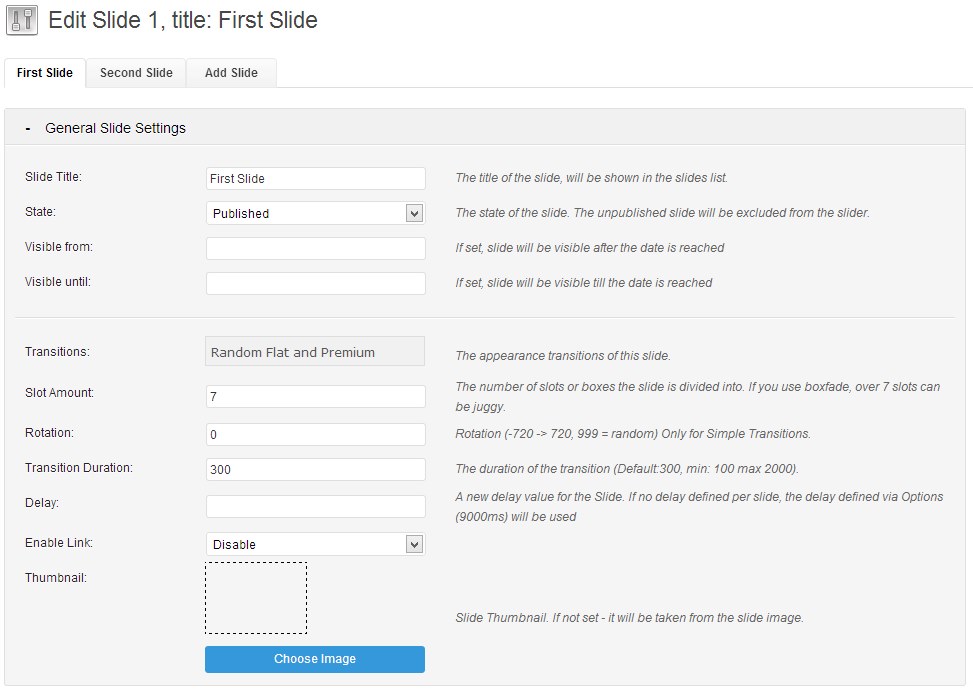 Edit Slide 1, title: First Slide
First Slide Second Slide Add Slide
- General Slide Settings
Slide Title: First Slide The title of the slide, will be shown in the slides list.
State: Published The state of the slide. The unpublished slide will be excluded from the slider.
Visible from: If set, slide will be visible after the date is reached
Visible until: If set, slide will be visible till the date is reached
Transitions: Random Flat and Premium The appearance transitions of this slide.
Slot Amount: 7 The number of slots or boxes the slide is divided into. If you use boxfade, over 7 slots can
be juggy.
Rotation: 0 Rotation (-720 -> 720, 999 = random) Only for Simple Transitions.
Transition Duration: 300 The duration of the transition (Default:300, min: 100 max 2000).
Delay: A new delay value for the Slide. If no delay defined per slide, the delay defined via Options
(9000ms) will be used
Enable Link: Disable
Thumbnail:
Slide Thumbnail. If not set - it will be taken from the slide image.
Choose Image